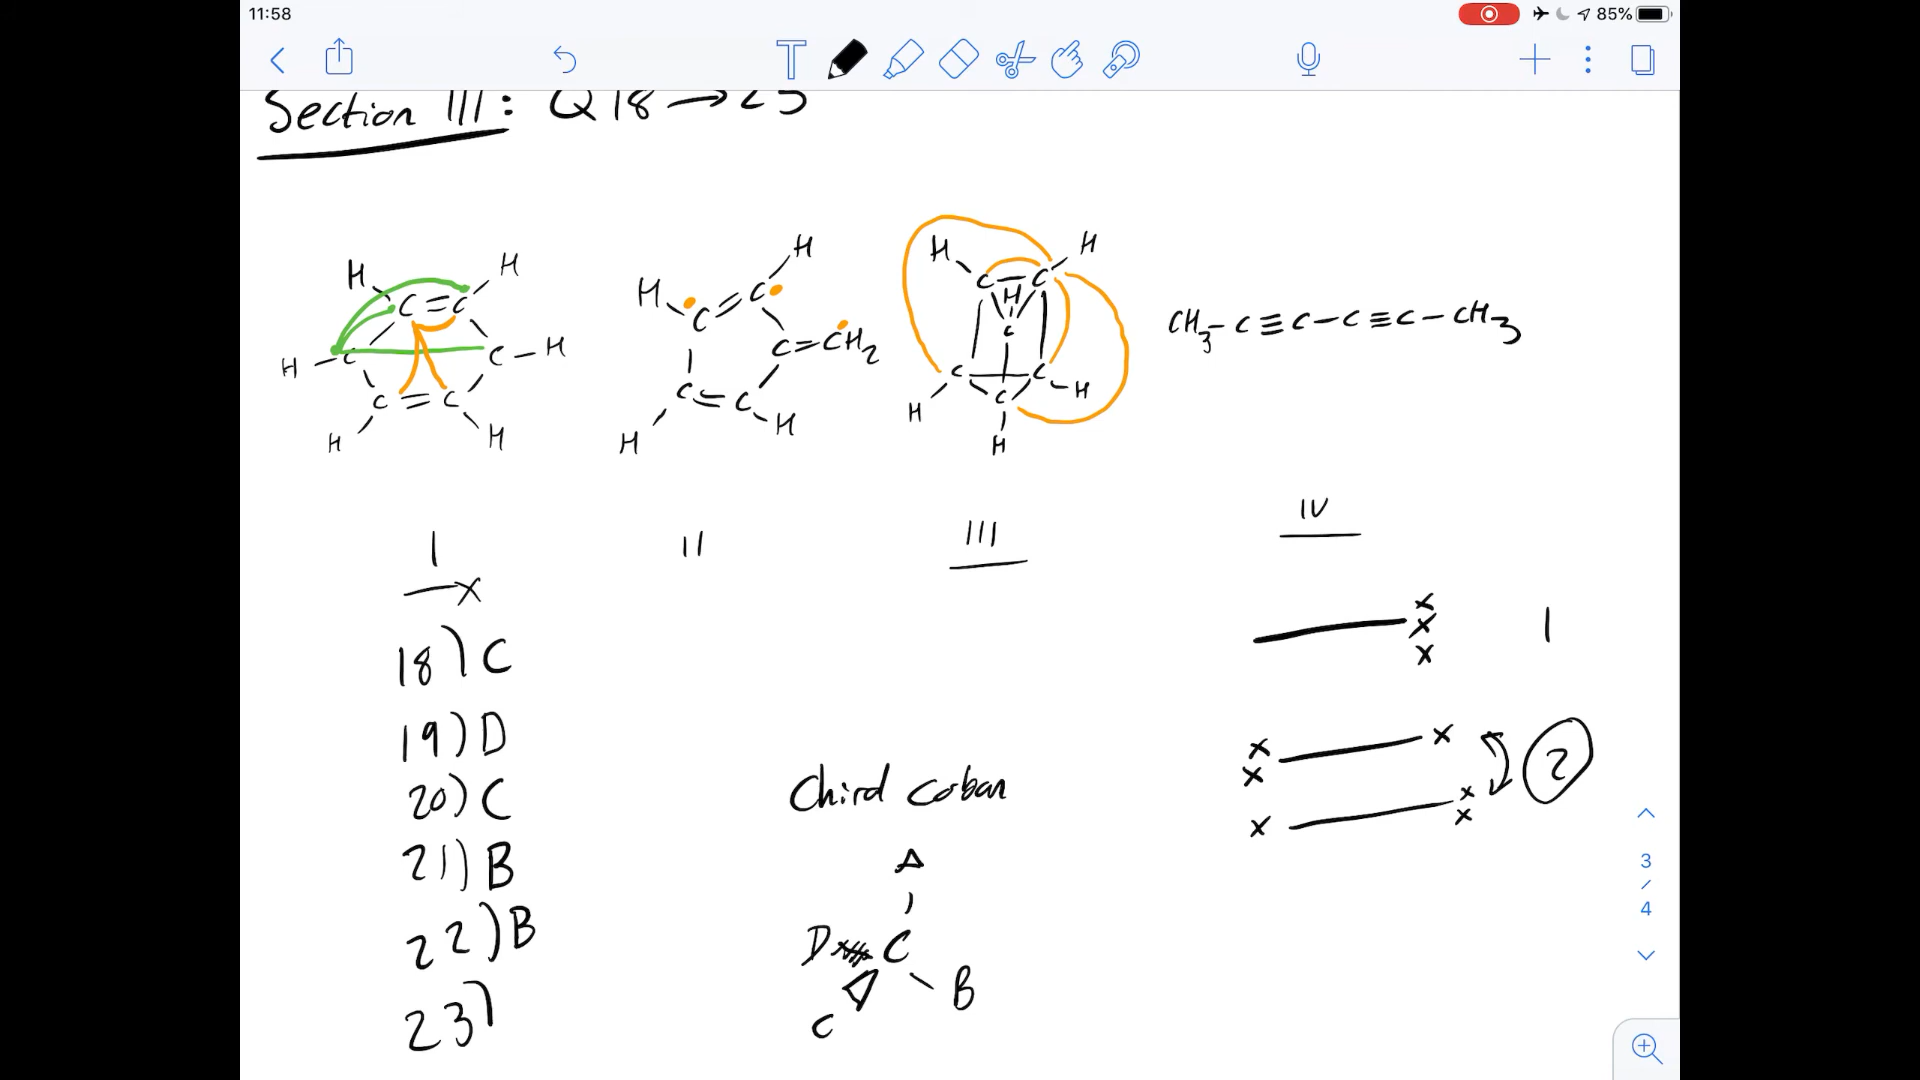 11:58
85%
Section III: Q18→25
H H H C=C C C=C H H H
H H C=C C=CH2 C=C H H
H H C C H C C C C H H H
CH3-C≡C-C≡C-CH3
I
II
III
IV
x
x
x
x
1
18) C
19) D
20) C
21) B
22) B
23)
x x
x
x
x
x
2
Chiral
A
D C
B
C
3
/
4